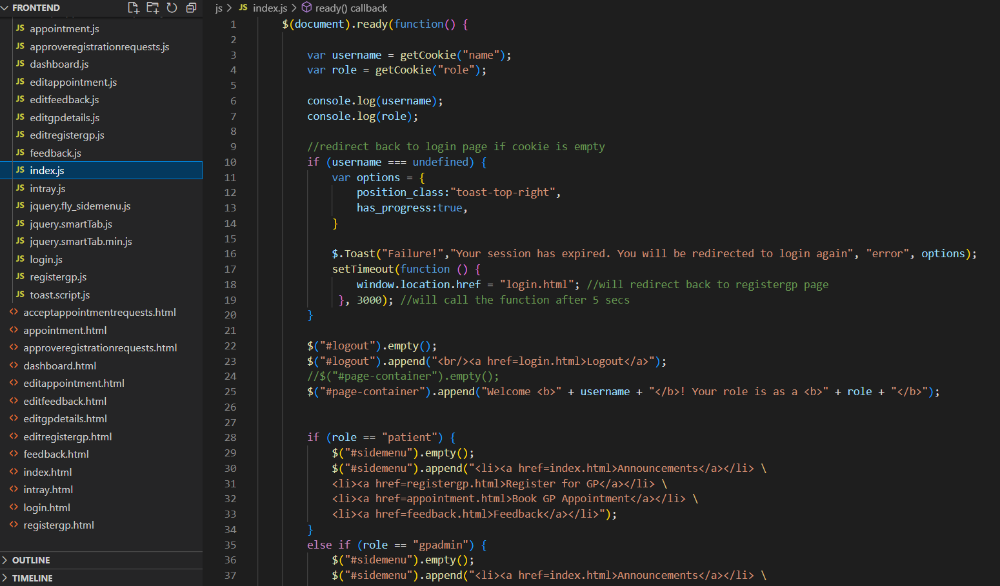 FRONTEND
JS appointment.js
JS approveregistrationrequests.js
JS dashboard.js
JS editappointment.js
JS editfeedback.js
JS editgpdetails.js
JS editregistergp.js
JS feedback.js
JS index.js
JS intray.js
JS jquery.fly_sidemenu.js
JS jquery.smartTab.js
JS jquery.smartTab.min.js
JS login.js
JS registergp.js
JS toast.script.js
<> acceptappointmentrequests.html
<> appointment.html
<> approveregistrationrequests.html
<> dashboard.html
<> editappointment.html
<> editfeedback.html
<> editgpdetails.html
<> editregistergp.html
<> feedback.html
<> index.html
<> intray.html
<> login.html
<> registergp.html
OUTLINE
TIMELINE
js > JS index.js > ready() callback
1 $(document).ready(function() {
2
3 var username = getCookie("name");
4 var role = getCookie("role");
5
6 console.log(username);
7 console.log(role);
8
9 //redirect back to login page if cookie is empty
10 if (username === undefined) {
11 var options = {
12 position_class:"toast-top-right",
13 has_progress:true,
14 }
15
16 $.Toast("Failure!","Your session has expired. You will be redirected to login again", "error", options);
17 setTimeout(function () {
18 window.location.href = "login.html"; //will redirect back to registergp page
19 }, 3000); //will call the function after 5 secs
20 }
21
22 $("#logout").empty();
23 $("#logout").append("<br/><a href=login.html>Logout</a>");
24 //$("#page-container").empty();
25 $("#page-container").append("Welcome <b>" + username + "</b>! Your role is as a <b>" + role + "</b>");
26
27
28 if (role == "patient") {
29 $("#sidemenu").empty();
30 $("#sidemenu").append("<li><a href=index.html>Announcements</a></li> \
31 <li><a href=registergp.html>Register for GP</a></li> \
32 <li><a href=appointment.html>Book GP Appointment</a></li> \
33 <li><a href=feedback.html>Feedback</a></li>");
34 }
35 else if (role == "gpadmin") {
36 $("#sidemenu").empty();
37 $("#sidemenu").append("<li><a href=index.html>Announcements</a></li> \